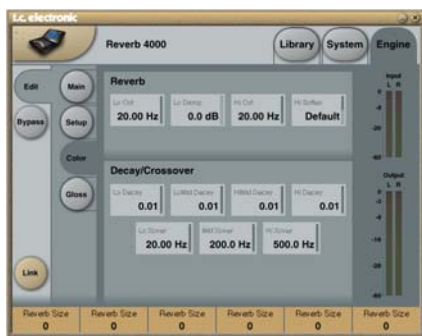 t.c. electronic
Reverb 4000
Library
System
Engine
Edit
Bypass
Link
Main
Setup
Color
Gloss
Reverb
Lo Cut
20.00 Hz
Lo Damp
0.0 dB
Hi Cut
20.00 Hz
Hi Soften
Default
Decay/Crossover
Lo Decay
0.01
LoMid Decay
0.01
HiMid Decay
0.01
Hi Decay
0.01
Lo Xover
20.00 Hz
Mid Xover
200.0 Hz
Hi Xover
500.0 Hz
Input
L R
0
Output
L R
0
Reverb Size Reverb Size Reverb Size Reverb Size Reverb Size Reverb Size
0 0 0 0 0 0